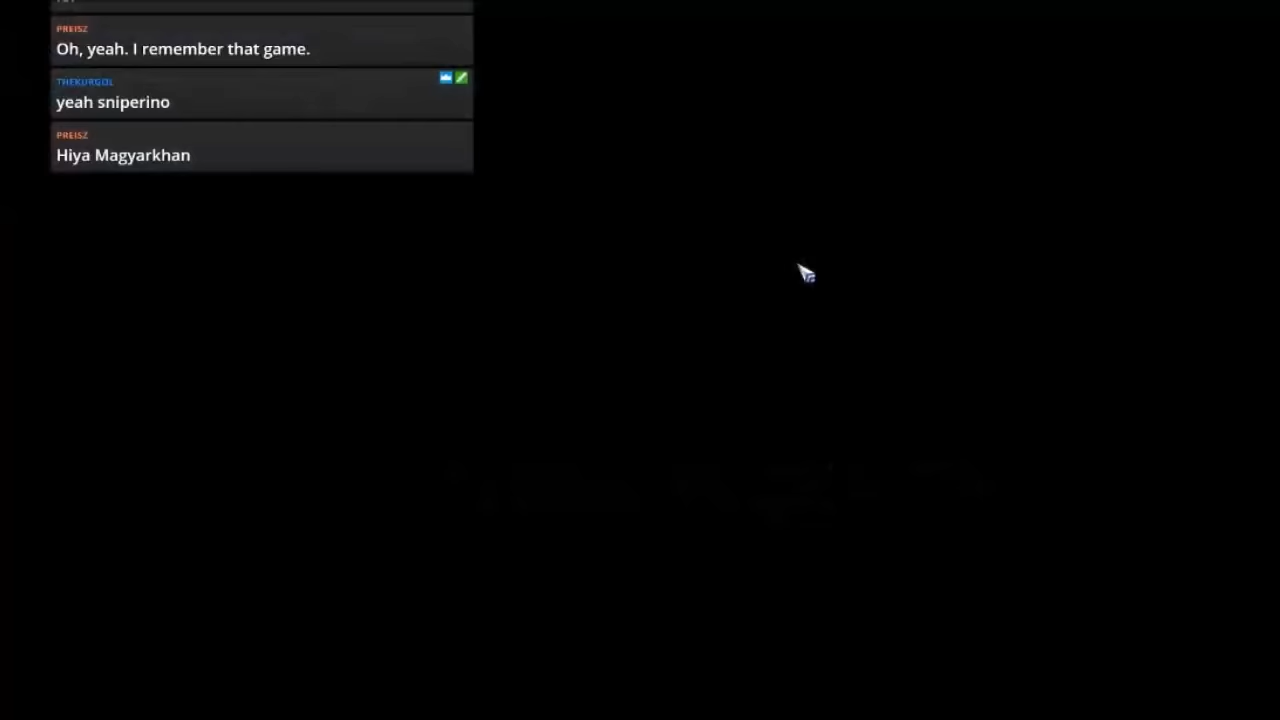 PREISZ
Oh, yeah. I remember that game.
THEKURGOL
yeah sniperino
PREISZ
Hiya Magyarkhan